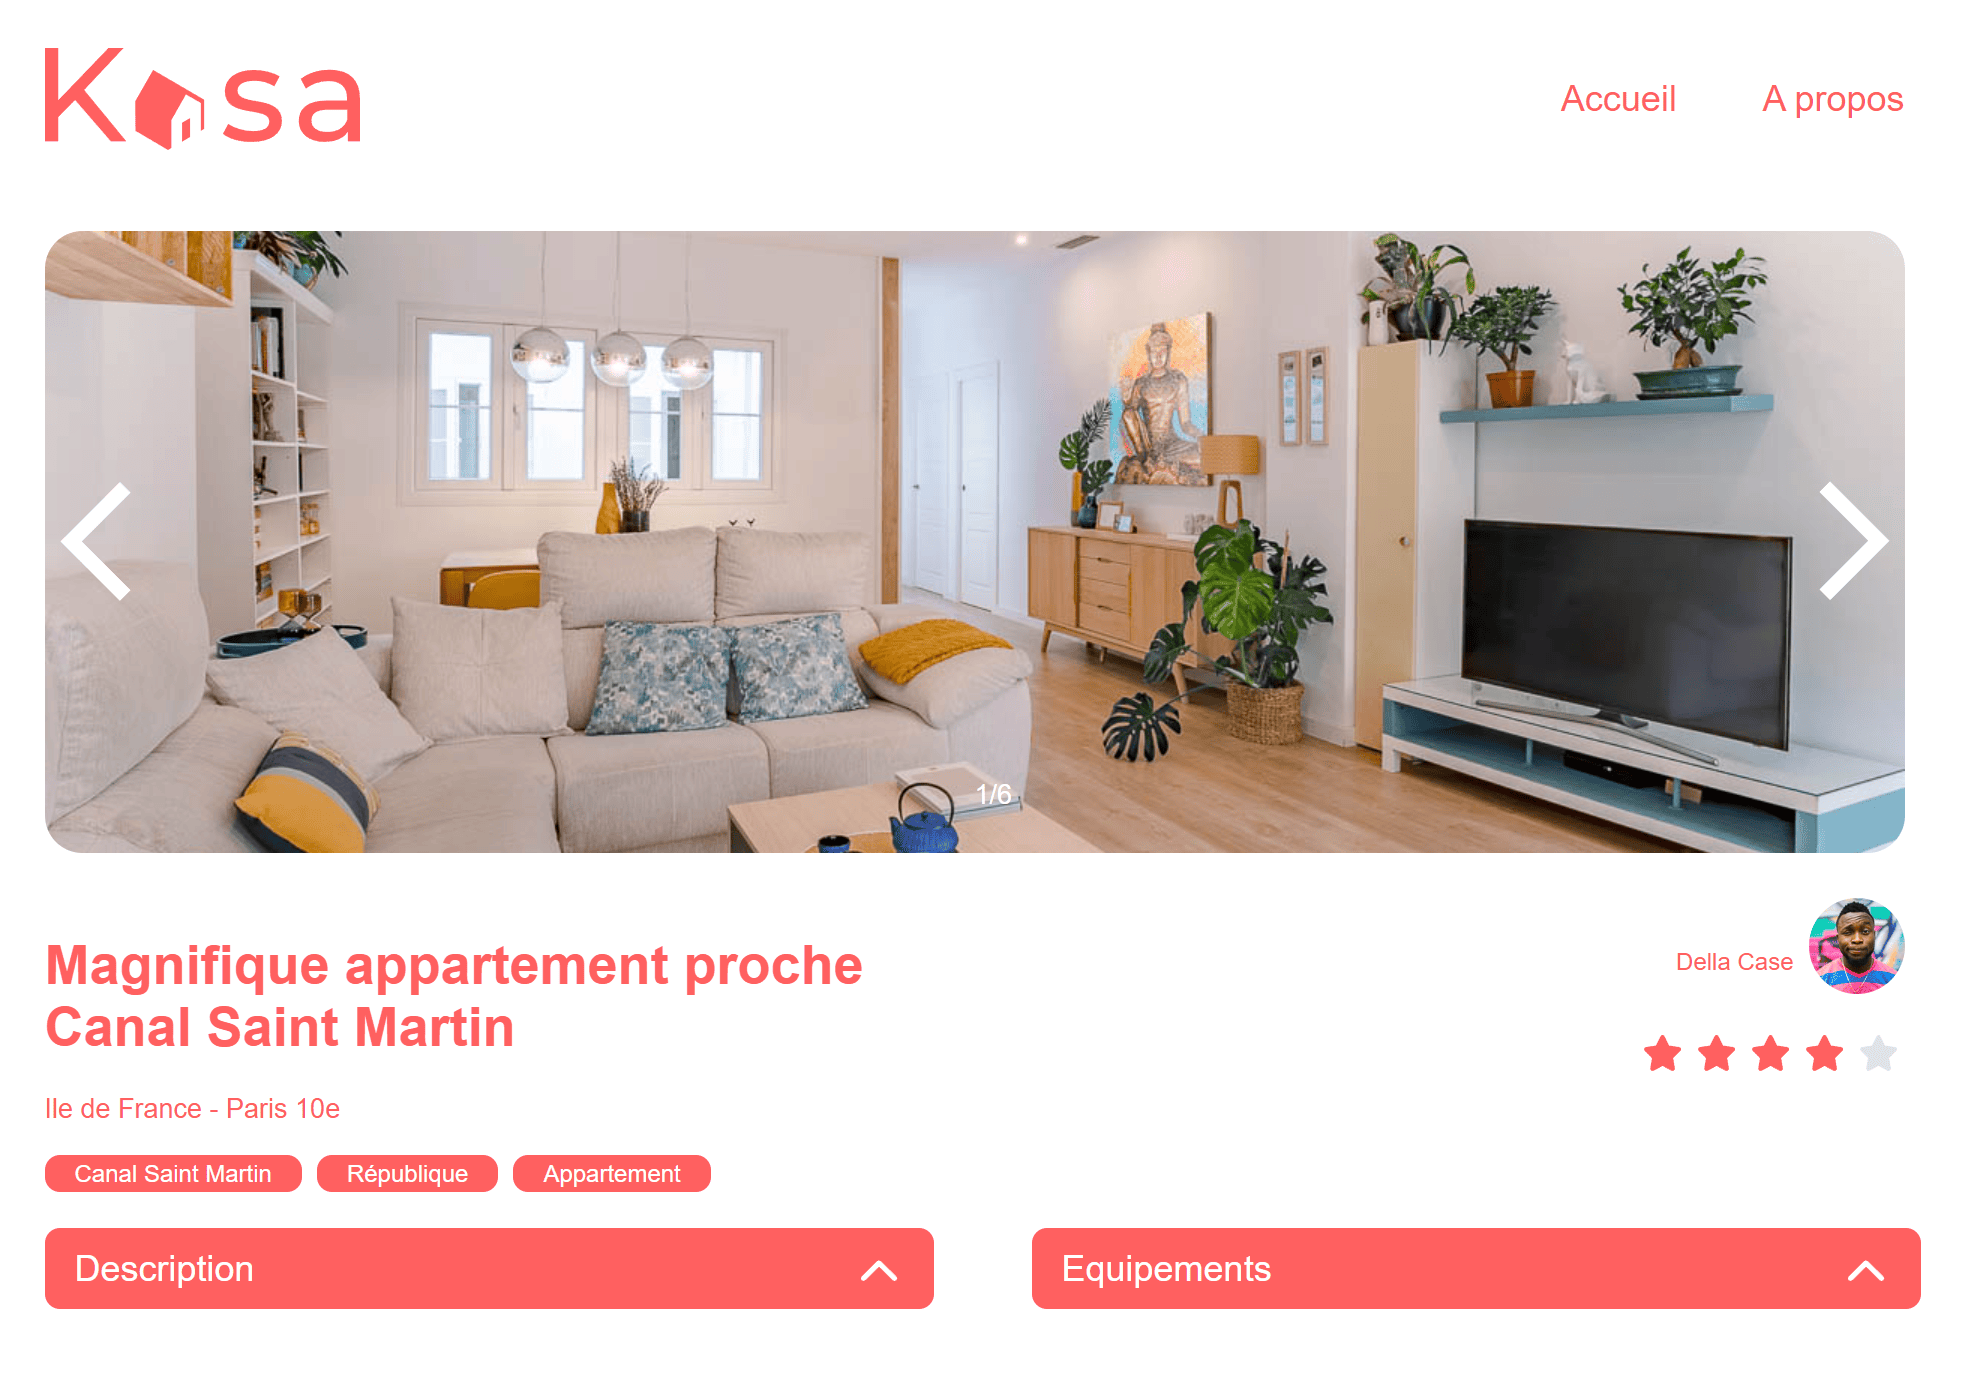 Kasa
Accueil
A propos
1/6
Magnifique appartement proche
Canal Saint Martin
Della Case
Ile de France - Paris 10e
Canal Saint Martin
République
Appartement
Description
Equipements